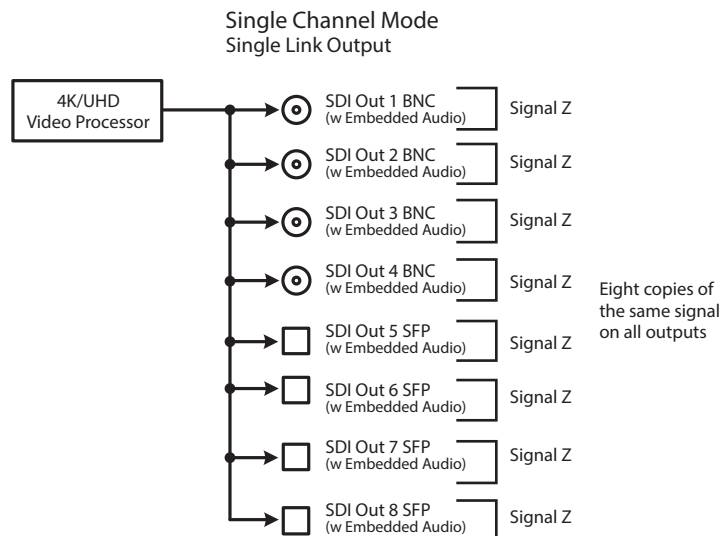 Single Channel Mode
Single Link Output
4K/UHD
Video Processor
SDI Out 1 BNC
(w Embedded Audio)
Signal Z
SDI Out 2 BNC
(w Embedded Audio)
Signal Z
SDI Out 3 BNC
(w Embedded Audio)
Signal Z
SDI Out 4 BNC
(w Embedded Audio)
Signal Z
Eight copies of
the same signal
on all outputs
SDI Out 5 SFP
(w Embedded Audio)
Signal Z
SDI Out 6 SFP
(w Embedded Audio)
Signal Z
SDI Out 7 SFP
(w Embedded Audio)
Signal Z
SDI Out 8 SFP
(w Embedded Audio)
Signal Z